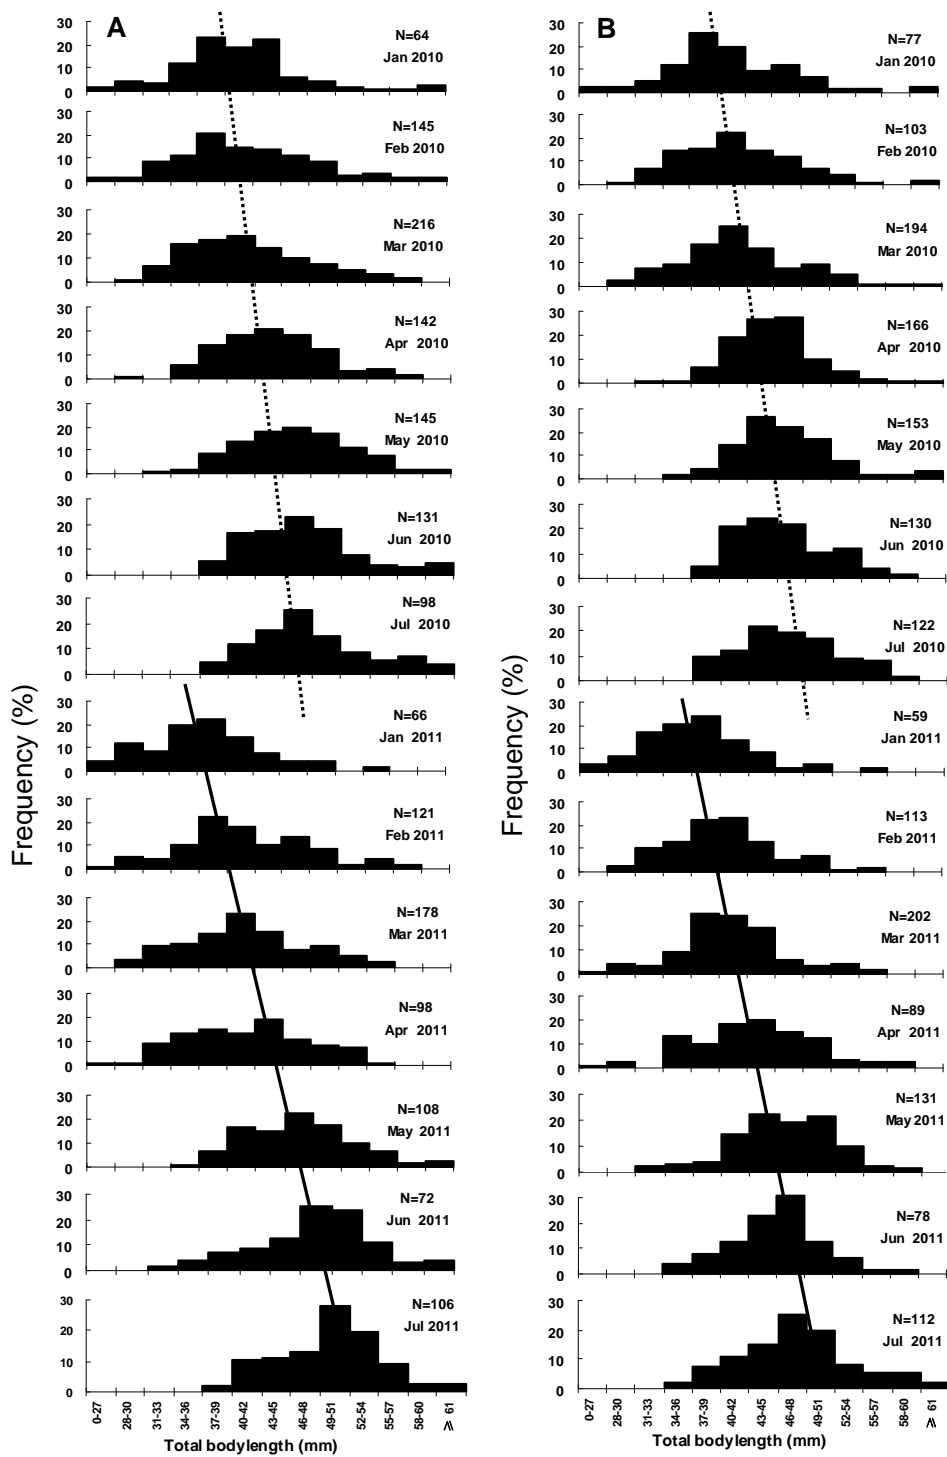 A
30
20
10
0
N=64
Jan 2010
30
20
10
0
N=145
Feb 2010
30
20
10
0
N=216
Mar 2010
30
20
10
0
N=142
Apr 2010
30
20
10
0
N=145
May 2010
30
20
10
0
N=131
Jun 2010
30
20
10
0
N=98
Jul 2010
30
20
10
0
N=66
Jan 2011
30
20
10
0
N=121
Feb 2011
30
20
10
0
N=178
Mar 2011
30
20
10
0
N=98
Apr 2011
30
20
10
0
N=108
May 2011
30
20
10
0
N=72
Jun 2011
30
20
10
0
N=106
Jul 2011
Frequency (%)
0-27
28-30
31-33
34-36
37-39
40-42
43-45
46-48
49-51
52-54
55-57
58-60
⩾ 61
Total bodylength (mm)
B
30
20
10
0
N=77
Jan 2010
30
20
10
0
N=103
Feb 2010
30
20
10
0
N=194
Mar 2010
30
20
10
0
N=166
Apr 2010
30
20
10
0
N=153
May 2010
30
20
10
0
N=130
Jun 2010
30
20
10
0
N=122
Jul 2010
30
20
10
0
N=59
Jan 2011
30
20
10
0
N=113
Feb 2011
30
20
10
0
N=202
Mar 2011
30
20
10
0
N=89
Apr 2011
30
20
10
0
N=131
May 2011
30
20
10
0
N=78
Jun 2011
30
20
10
0
N=112
Jul 2011
Frequency (%)
0-27
28-30
31-33
34-36
37-39
40-42
43-45
46-48
49-51
52-54
55-57
58-60
⩾ 61
Total bodylength (mm)